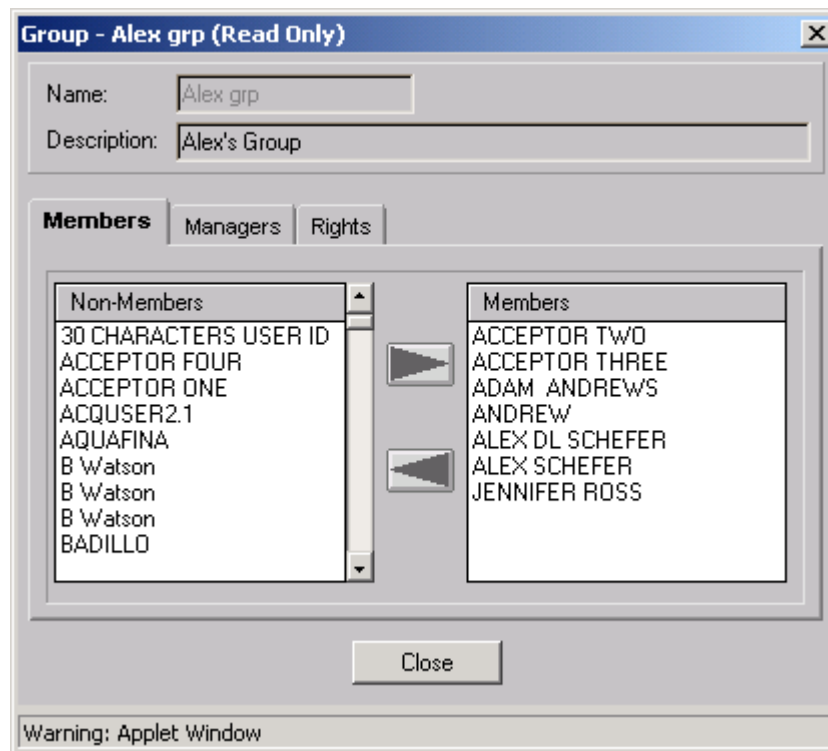 Group - Alex grp (Read Only)
Name: Alex grp
Description: Alex's Group
Members Managers Rights
Non-Members
30 CHARACTERS USER ID
ACCEPTOR FOUR
ACCEPTOR ONE
ACQUSER2.1
AQUAFINA
B Watson
B Watson
B Watson
BADILLO
Members
ACCEPTOR TWO
ACCEPTOR THREE
ADAM  ANDREWS
ANDREW
ALEX DL SCHEFER
ALEX SCHEFER
JENNIFER ROSS
Close
Warning: Applet Window